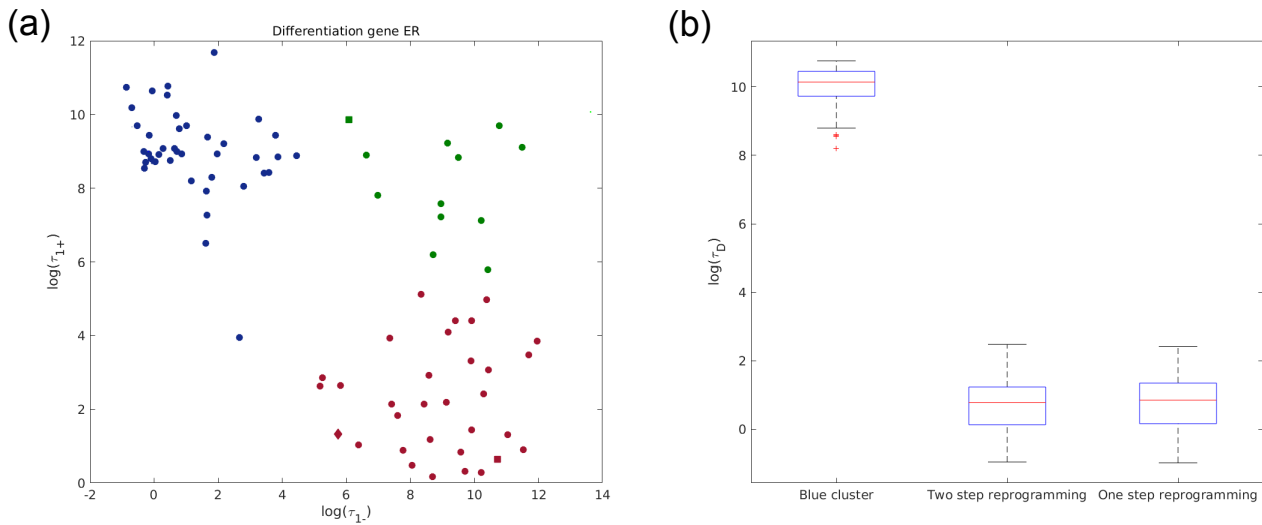 (a)
Differentiation gene ER
12
10
8
6
4
2
0
-2 0 2 4 6 8 10 12 14
log(τ1+)
log(τ1-)
(b)
10
8
6
4
2
0
log(τD)
Blue cluster Two step reprogramming One step reprogramming